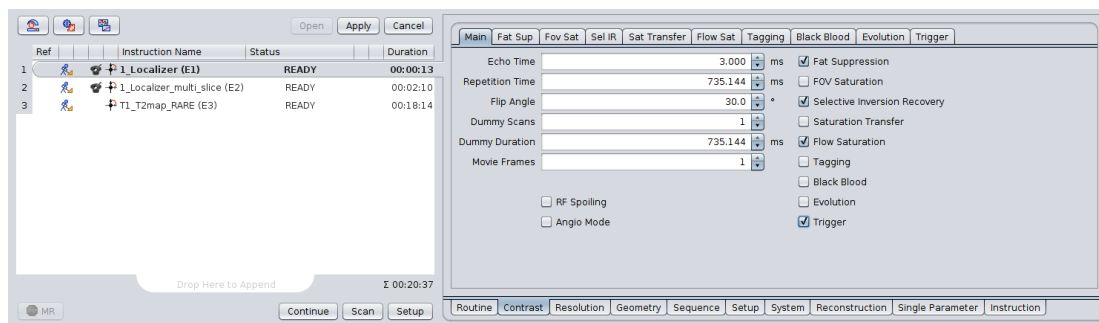 Open Apply Cancel
Ref Instruction Name Status Duration
1 1_Localizer (E1) READY 00:00:13
2 1_Localizer_multi_slice (E2) READY 00:02:10
3 T1_T2map_RARE (E3) READY 00:18:14
Drop Here to Append Σ 00:20:37
MR Continue Scan Setup
Main Fat Sup Fov Sat Sel IR Sat Transfer Flow Sat Tagging Black Blood Evolution Trigger
Echo Time 3.000 ms Fat Suppression
Repetition Time 735.144 ms FOV Saturation
Flip Angle 30.0 ° Selective Inversion Recovery
Dummy Scans 1 Saturation Transfer
Dummy Duration 735.144 ms Flow Saturation
Movie Frames 1 Tagging
Black Blood
RF Spoiling Evolution
Angio Mode Trigger
Routine Contrast Resolution Geometry Sequence Setup System Reconstruction Single Parameter Instruction